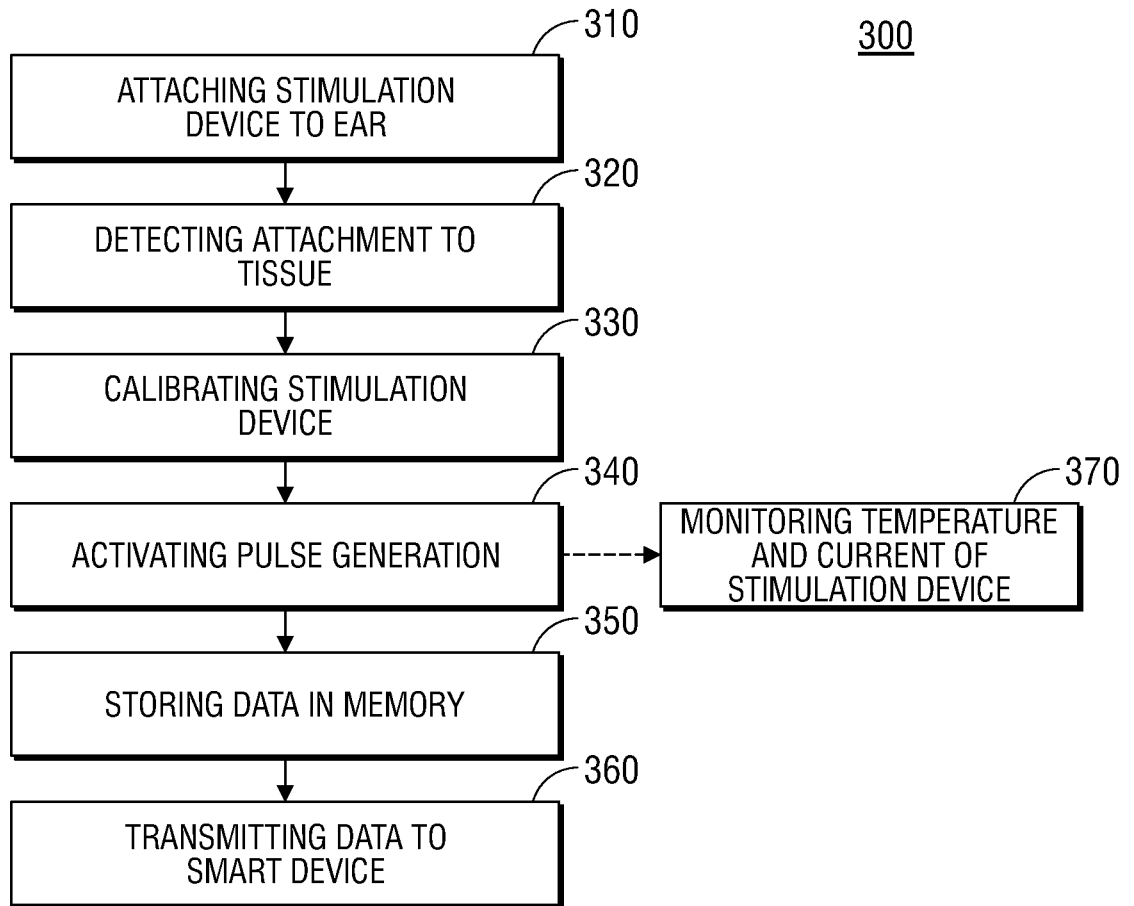 310
300
ATTACHING STIMULATION
DEVICE TO EAR
320
DETECTING ATTACHMENT TO
TISSUE
330
CALIBRATING STIMULATION
DEVICE
340
ACTIVATING PULSE GENERATION
370
MONITORING TEMPERATURE
AND CURRENT OF
STIMULATION DEVICE
350
STORING DATA IN MEMORY
360
TRANSMITTING DATA TO
SMART DEVICE